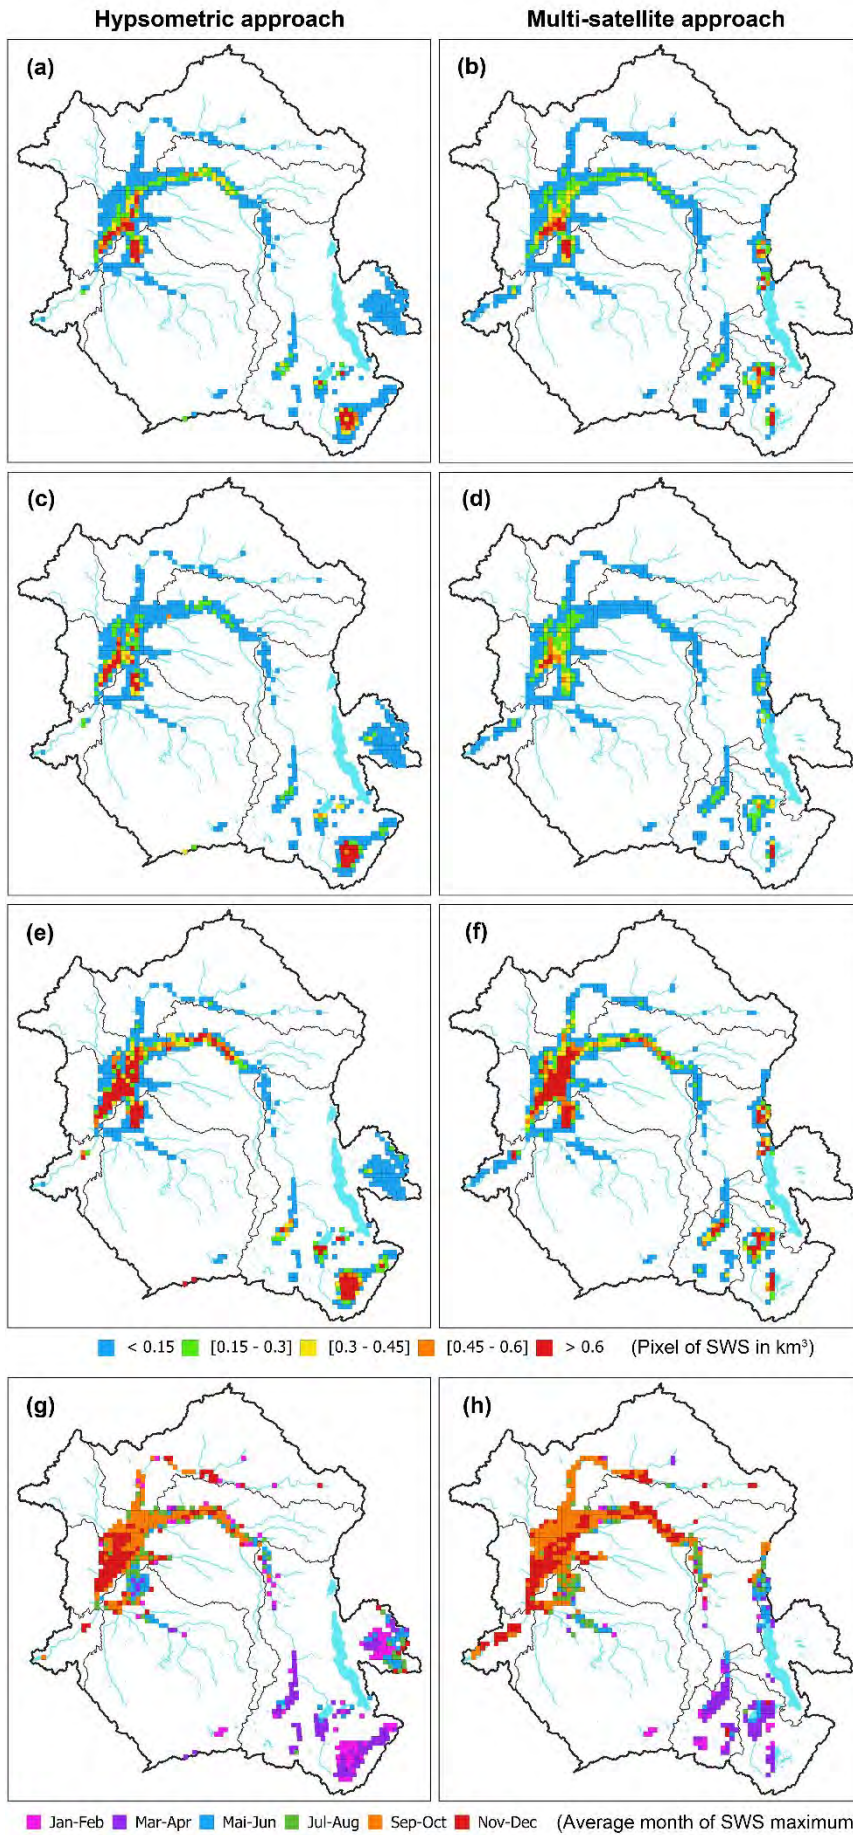 Hypsometric approach Multi-satellite approach
(a) (b)
(c) (d)
(e) (f)
< 0.15 [0.15 - 0.3] [0.3 - 0.45] [0.45 - 0.6] > 0.6 (Pixel of SWS in km³)
(g) (h)
Jan-Feb Mar-Apr Mai-Jun Jul-Aug Sep-Oct Nov-Dec (Average month of SWS maximum